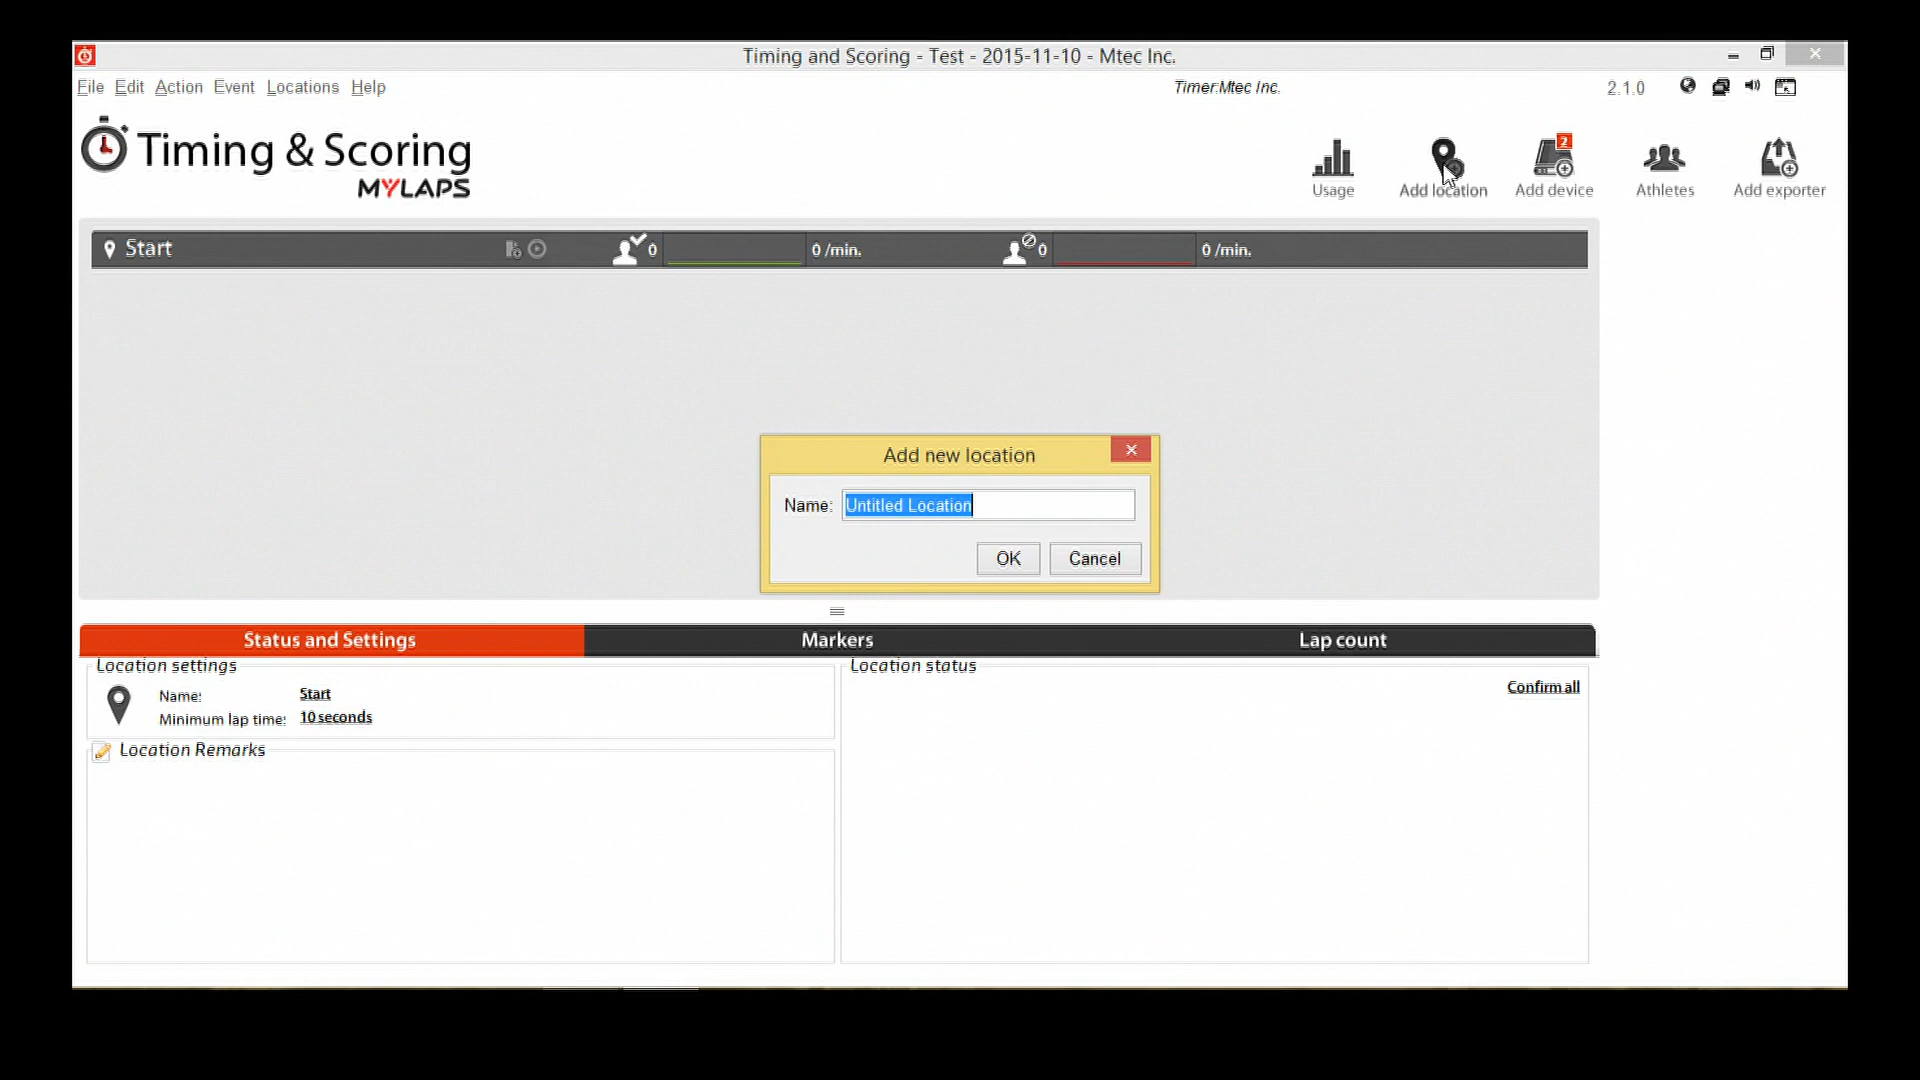 Timing and Scoring - Test - 2015-11-10 - Mtec Inc.
File Edit Action Event Locations Help
Timer:Mtec Inc.
2.1.0
Timing & Scoring
MYLAPS
2
Usage
Add location
Add device
Athletes
Add exporter
Start 0 0 /min. 0 0 /min.
Add new location
Name: Untitled Location
OK Cancel
Status and Settings Markers Lap count
Location settings
Name: Start
Minimum lap time: 10 seconds
Location Remarks
Location status
Confirm all